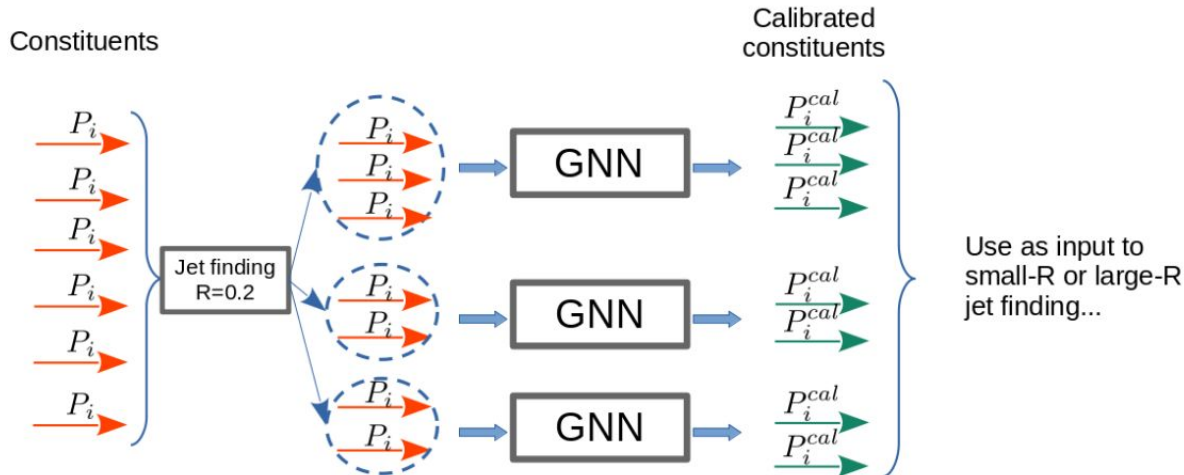 Constituents
P_i
P_i
P_i
P_i
P_i
P_i
Jet finding
R=0.2
P_i
P_i
P_i
P_i
P_i
P_i
P_i
GNN
GNN
GNN
Calibrated
constituents
P_i^{cal}
P_i^{cal}
P_i^{cal}
P_i^{cal}
P_i^{cal}
P_i^{cal}
P_i^{cal}
Use as input to
small-R or large-R
jet finding...